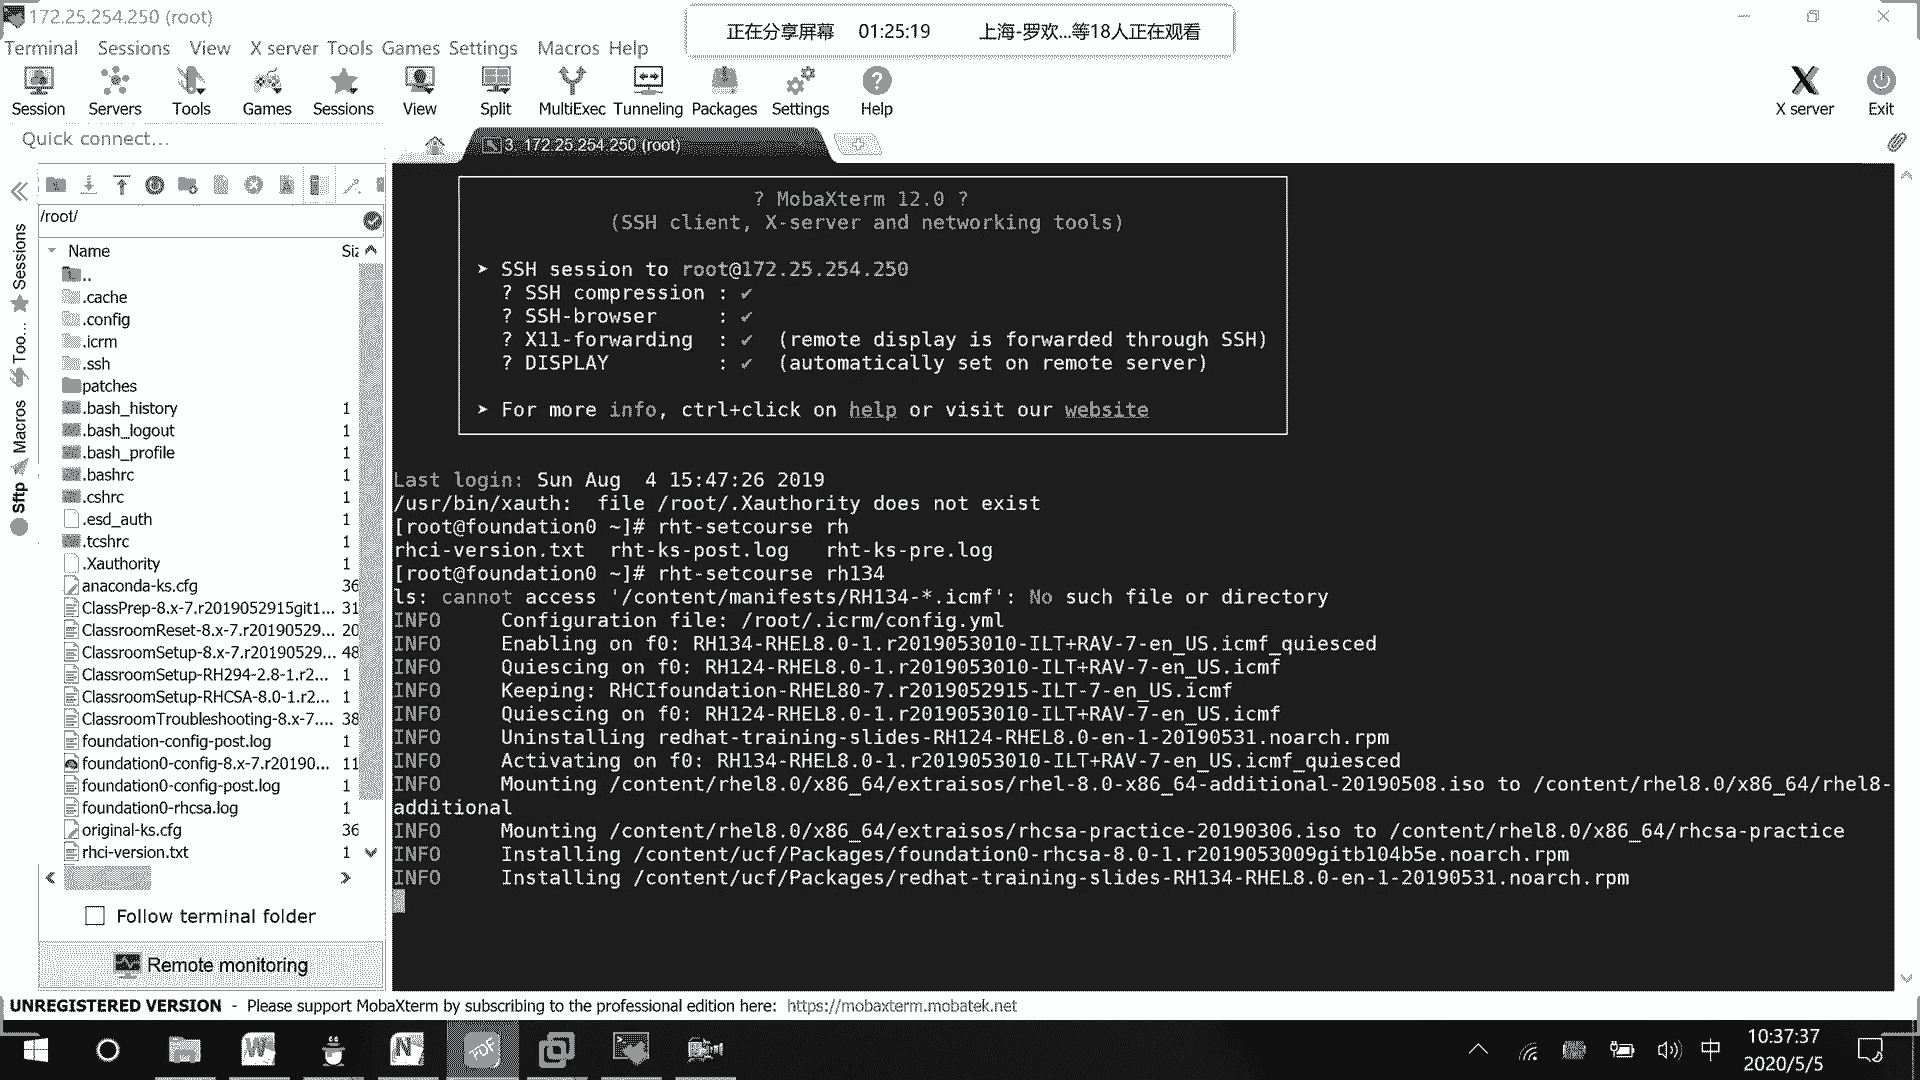 172.25.254.250 (root)
正在分享屏幕 01:25:19 上海-罗欢...等18人正在观看
Terminal Sessions View X server Tools Games Settings Macros Help
Session Servers Tools Games Sessions View Split MultiExec Tunneling Packages Settings Help X server Exit
Quick connect...
3. 172.25.254.250 (root)
/root/
Name Siz
..
.cache
.config
.icrm
.ssh
patches
.bash_history 1
.bash_logout 1
.bash_profile 1
.bashrc 1
.cshrc 1
.esd_auth 1
.tcshrc 1
.Xauthority 1
anaconda-ks.cfg 36
ClassPrep-8.x-7.r2019052915git1... 31
ClassroomReset-8.x-7.r20190529... 20
ClassroomSetup-8.x-7.r20190529... 48
ClassroomSetup-RH294-2.8-1.r2... 1
ClassroomSetup-RHCSA-8.0-1.r2... 1
ClassroomTroubleshooting-8.x-7.... 38
foundation-config-post.log 1
foundation0-config-8.x-7.r20190... 11
foundation0-config-post.log 1
foundation0-rhcsa.log 1
original-ks.cfg 36
rhci-version.txt 1
Follow terminal folder
Remote monitoring
Sessions
Too...
Macros
Sftp
? MobaXterm 12.0 ?
(SSH client, X-server and networking tools)
➤ SSH session to root@172.25.254.250
? SSH compression : ✔
? SSH-browser : ✔
? X11-forwarding : ✔ (remote display is forwarded through SSH)
? DISPLAY : ✔ (automatically set on remote server)
➤ For more info, ctrl+click on help or visit our website
Last login: Sun Aug  4 15:47:26 2019
/usr/bin/xauth:  file /root/.Xauthority does not exist
[root@foundation0 ~]# rht-setcourse rh
rhci-version.txt  rht-ks-post.log   rht-ks-pre.log
[root@foundation0 ~]# rht-setcourse rh134
ls: cannot access '/content/manifests/RH134-*.icmf': No such file or directory
INFO     Configuration file: /root/.icrm/config.yml
INFO     Enabling on f0: RH134-RHEL8.0-1.r2019053010-ILT+RAV-7-en_US.icmf_quiesced
INFO     Quiescing on f0: RH124-RHEL8.0-1.r2019053010-ILT+RAV-7-en_US.icmf
INFO     Keeping: RHCIfoundation-RHEL80-7.r2019052915-ILT-7-en_US.icmf
INFO     Quiescing on f0: RH124-RHEL8.0-1.r2019053010-ILT+RAV-7-en_US.icmf
INFO     Uninstalling redhat-training-slides-RH124-RHEL8.0-en-1-20190531.noarch.rpm
INFO     Activating on f0: RH134-RHEL8.0-1.r2019053010-ILT+RAV-7-en_US.icmf_quiesced
INFO     Mounting /content/rhel8.0/x86_64/extraisos/rhel-8.0-x86_64-additional-20190508.iso to /content/rhel8.0/x86_64/rhel8-
additional
INFO     Mounting /content/rhel8.0/x86_64/extraisos/rhcsa-practice-20190306.iso to /content/rhel8.0/x86_64/rhcsa-practice
INFO     Installing /content/ucf/Packages/foundation0-rhcsa-8.0-1.r2019053009gitb104b5e.noarch.rpm
INFO     Installing /content/ucf/Packages/redhat-training-slides-RH134-RHEL8.0-en-1-20190531.noarch.rpm
UNREGISTERED VERSION - Please support MobaXterm by subscribing to the professional edition here: https://mobaxterm.mobatek.net
中 10:37:37
2020/5/5